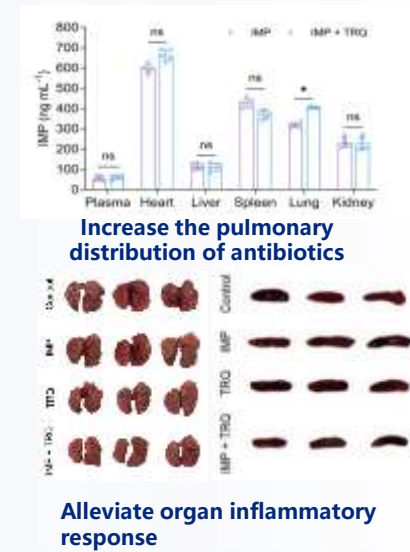 800
700
600
500
400
300
200
100
0
IMP (ng mL⁻¹)
IMP
IMP + TRQ
ns
ns
ns
ns
*
ns
Plasma Heart Liver Spleen Lung Kidney
Increase the pulmonary
distribution of antibiotics
Control
IMP
TRQ
IMP + TRQ
Control
IMP
TRQ
IMP + TRQ
Alleviate organ inflammatory
response